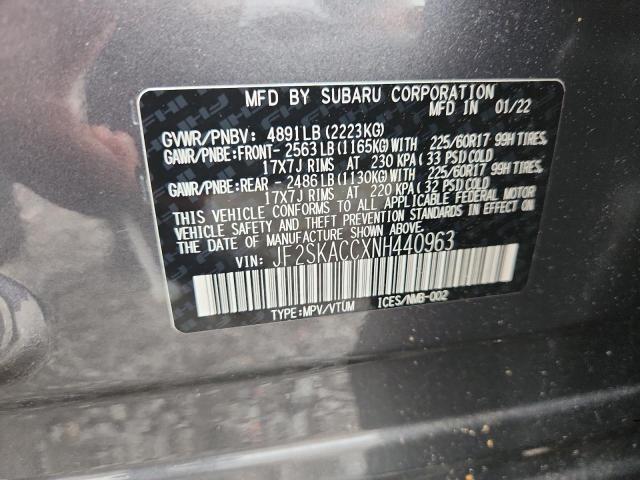 MFD BY SUBARU CORPORATION
MFD IN 01/22
GVWR/PNBV: 4891LB(2223KG)
GAWR/PNBE:FRONT- 2563LB(1165KG)WITH 225/60R17 99H TIRES,
17X7J RIMS AT 230 KPA(33 PSI)COLD
GAWR/PNBE:REAR - 2486LB(1130KG)WITH 225/60R17 99H TIRES,
17X7J RIMS AT 220 KPA(32 PSI)COLD
THIS VEHICLE CONFORMS TO ALL APPLICABLE FEDERAL MOTOR
VEHICLE SAFETY AND THEFT PREVENTION STANDARDS IN EFFECT ON
THE DATE OF MANUFACTURE SHOWN ABOVE.
VIN: JF2SKACCXNH440963
TYPE:MPV/VTUM ICES/NMB-002